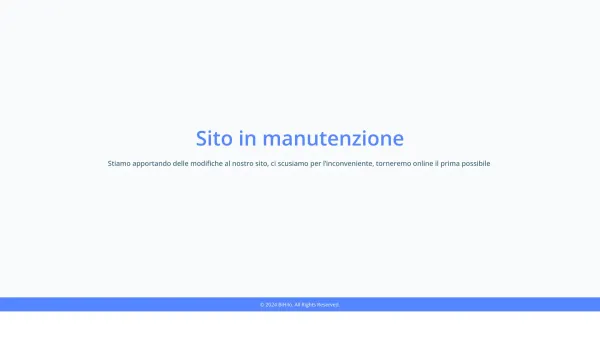 Sito in manutenzione
Stiamo apportando delle modifiche al nostro sito, ci scusiamo per l'inconveniente, torneremo online il prima possibile
© 2024 All Rights Reserved.